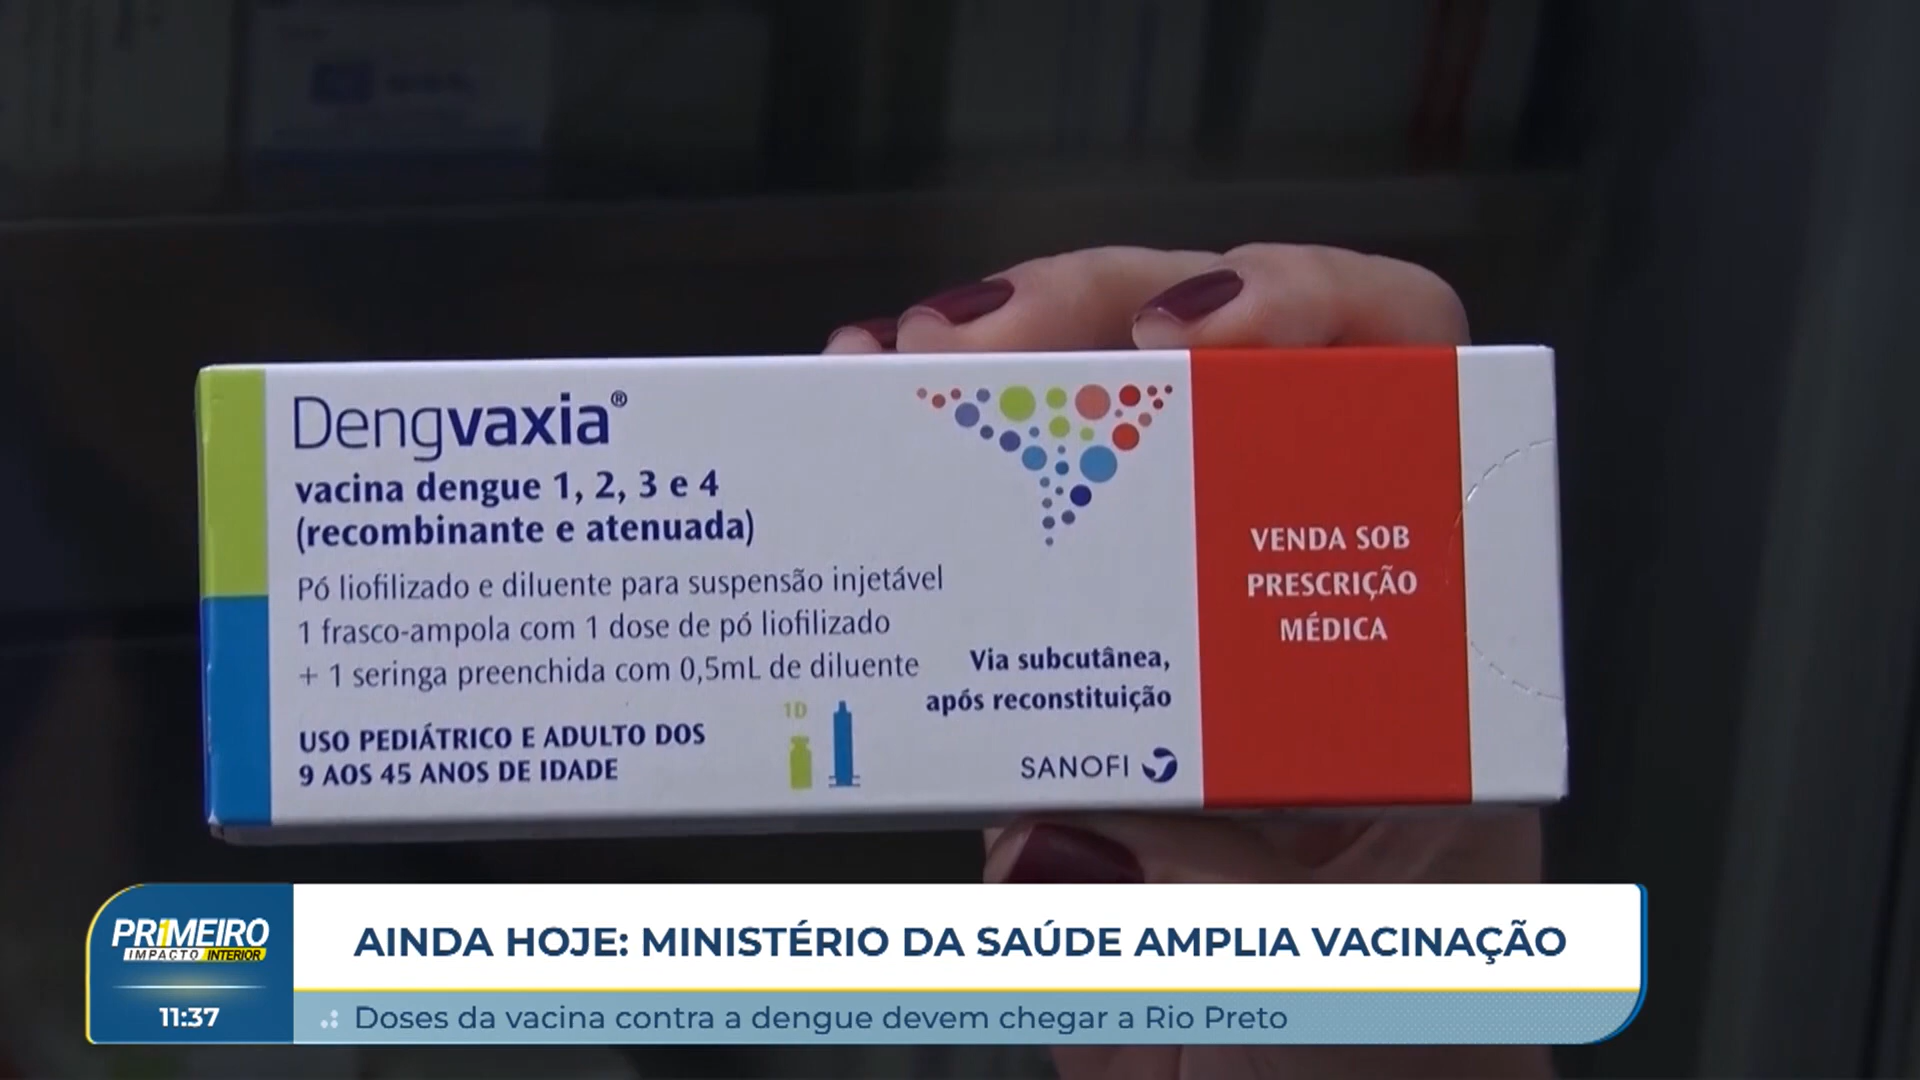 Dengvaxia®
vacina dengue 1, 2, 3 e 4
(recombinante e atenuada)
Pó liofilizado e diluente para suspensão injetável
1 frasco-ampola com 1 dose de pó liofilizado
+ 1 seringa preenchida com 0,5mL de diluente
Via subcutânea,
após reconstituição
USO PEDIÁTRICO E ADULTO DOS
9 AOS 45 ANOS DE IDADE
1D
SANOFI
VENDA SOB
PRESCRIÇÃO
MÉDICA
PR1MEIRO
IMPACTO INTERIOR
11:37
AINDA HOJE: MINISTÉRIO DA SAÚDE AMPLIA VACINAÇÃO
Doses da vacina contra a dengue devem chegar a Rio Preto